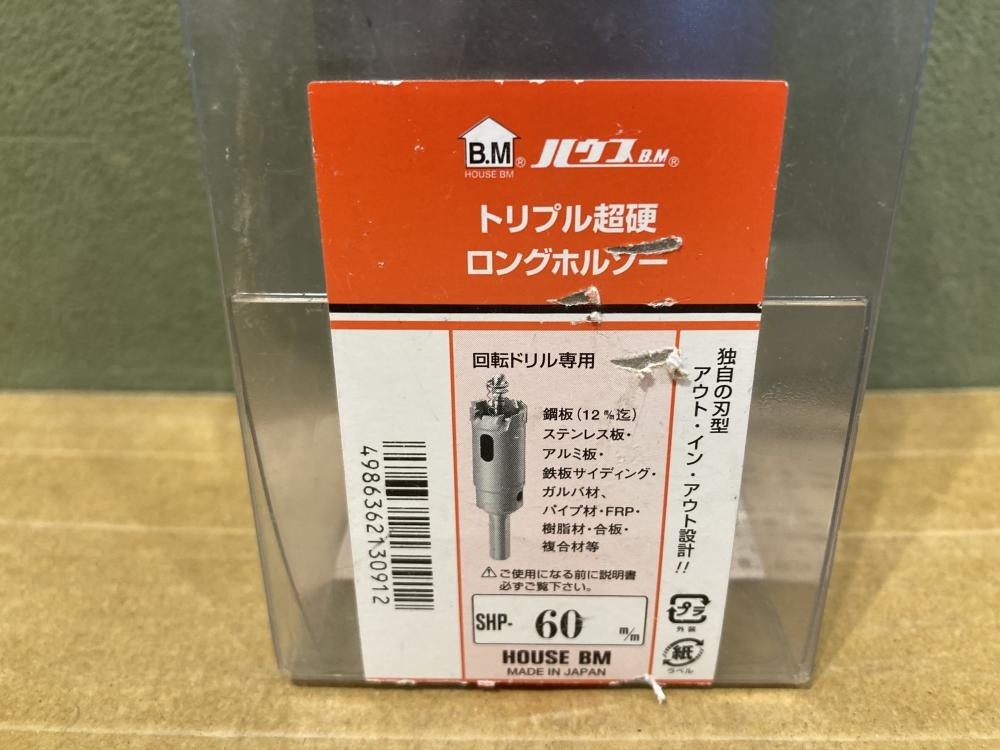 B.M®
HOUSE BM
ハウスB.M®
トリプル超硬
ロングホルソー
回転ドリル専用
鋼板(12㎜迄)
ステンレス板・
アルミ板・
鉄板サイディング・
ガルバ材、
パイプ材・FRP・
樹脂材・合板・
複合材等
独自の刃型
アウト・イン・アウト設計!!
4986362130912
⚠ご使用になる前に説明書
必ずご覧下さい。
SHP- 60 m/m
HOUSE BM
MADE IN JAPAN
プラ
外装
紙
ラベル